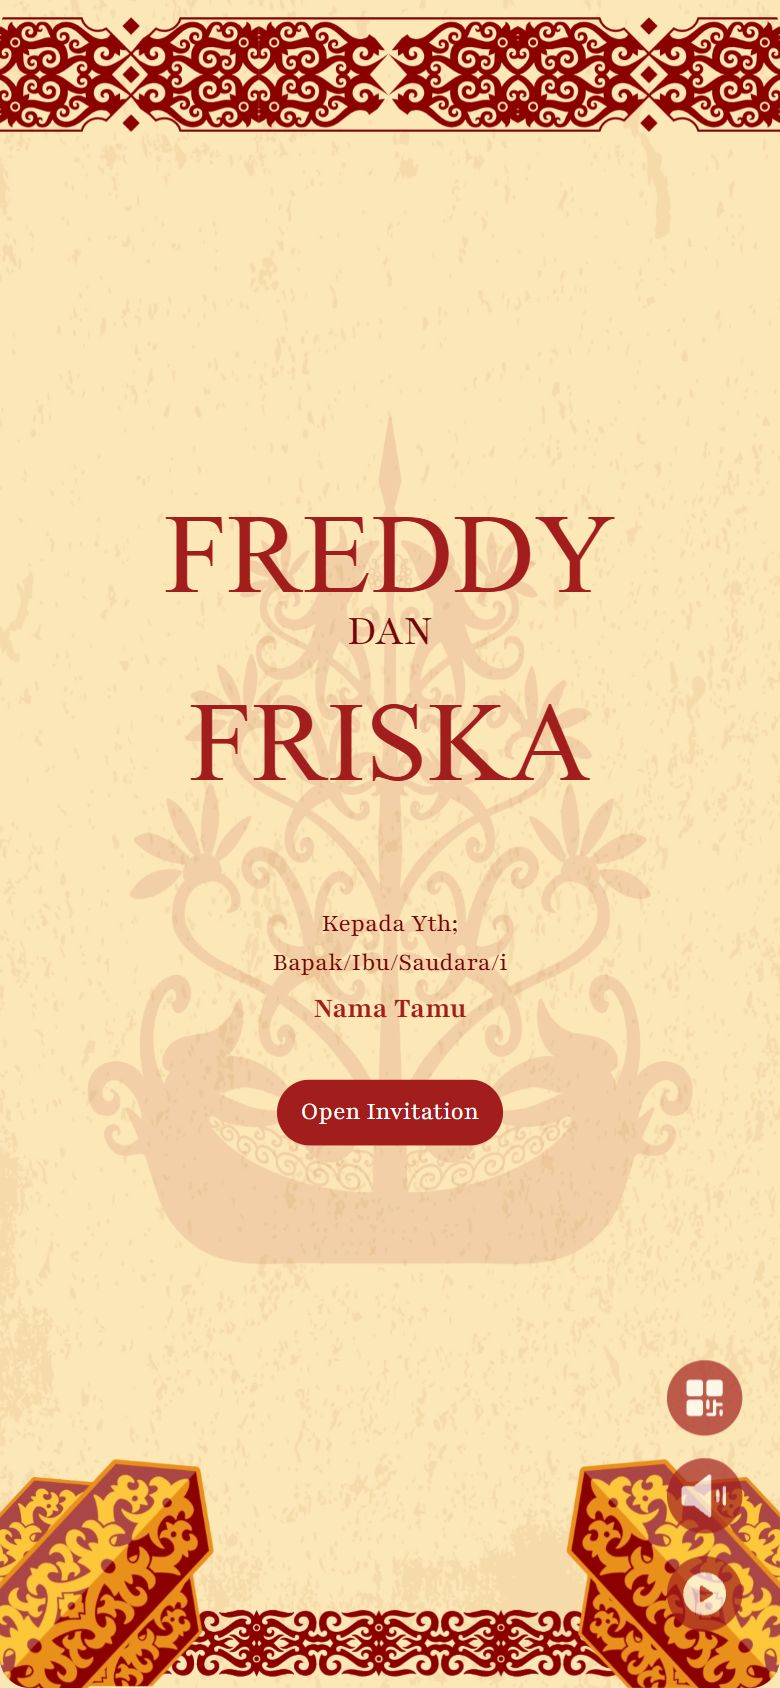 FREDDY
DAN
FRISKA
Kepada Yth;
Bapak/Ibu/Saudara/i
Nama Tamu
Open Invitation